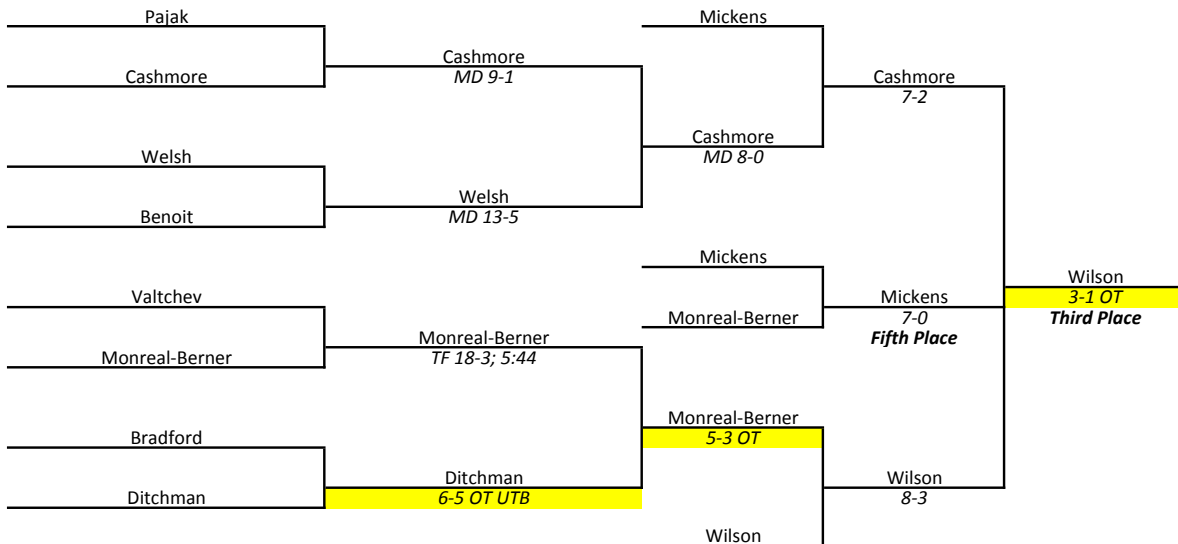 Pajak
Mickens
Cashmore
MD 9-1
Cashmore
Cashmore
7-2
Cashmore
MD 8-0
Welsh
Welsh
MD 13-5
Benoit
Mickens
Wilson
3-1 OT
Third Place
Valtchev
Mickens
7-0
Fifth Place
Monreal-Berner
Monreal-Berner
TF 18-3; 5:44
Monreal-Berner
Monreal-Berner
5-3 OT
Bradford
Ditchman
6-5 OT UTB
Wilson
8-3
Ditchman
Wilson